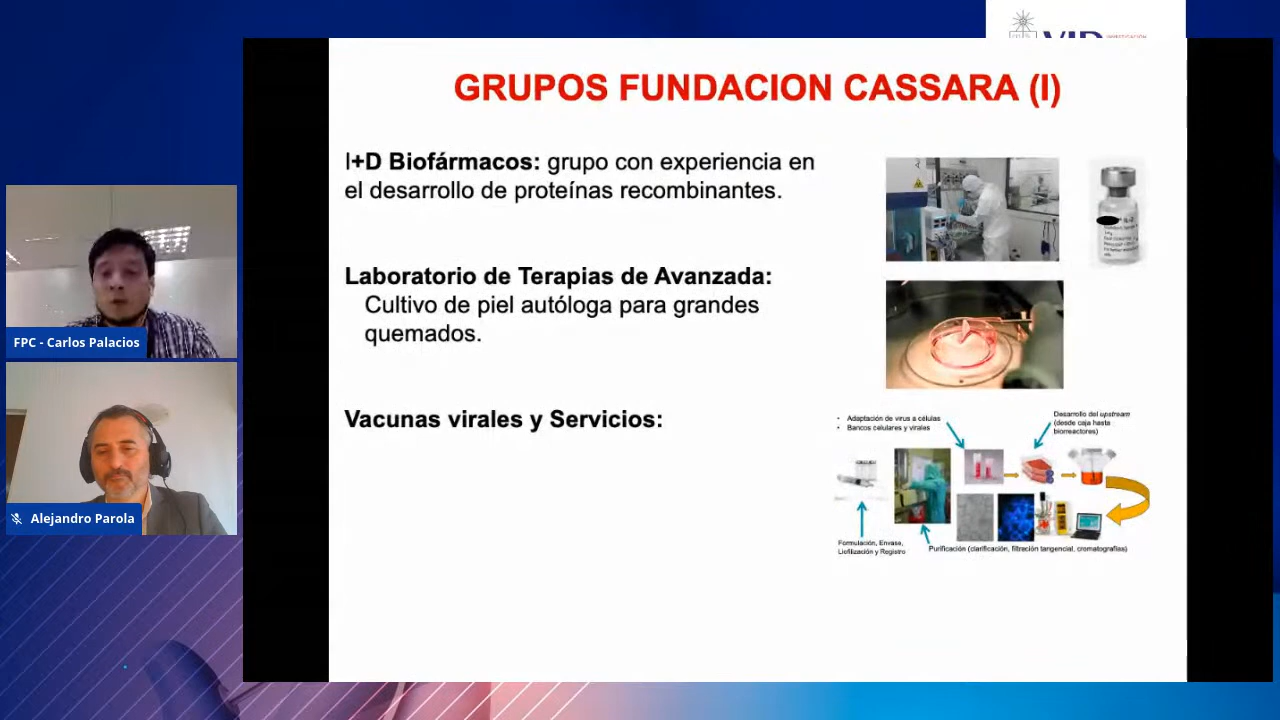 GRUPOS FUNDACION CASSARA (I)
I+D Biofármacos: grupo con experiencia en
el desarrollo de proteínas recombinantes.
Laboratorio de Terapias de Avanzada:
Cultivo de piel autóloga para grandes
quemados.
Vacunas virales y Servicios:
• Adaptación de virus a células
• Bancos celulares y virales
Desarrollo del upstream
(desde caja hasta
biorreactores)
Formulación, Envase,
Liofilización y Registro
Purificación (clarificación, filtreción tangencial, cromatografías)
FPC - Carlos Palacios
Alejandro Parola